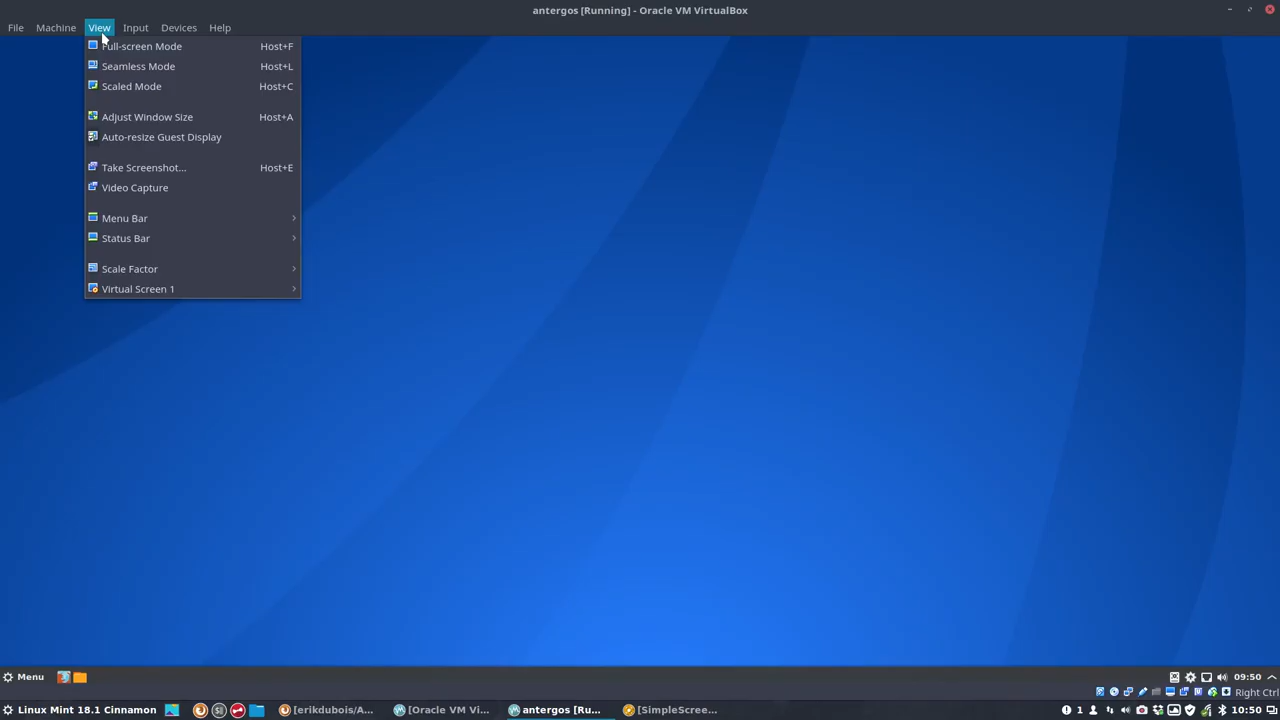 antergos [Running] - Oracle VM VirtualBox
File Machine View Input Devices Help
Full-screen Mode Host+F
Seamless Mode Host+L
Scaled Mode Host+C
Adjust Window Size Host+A
Auto-resize Guest Display
Take Screenshot... Host+E
Video Capture
Menu Bar
Status Bar
Scale Factor
Virtual Screen 1
Menu 09:50
Right Ctrl
Linux Mint 18.1 Cinnamon [erikdubois/A... [Oracle VM Vi... antergos [Ru... [SimpleScree... 1 10:50